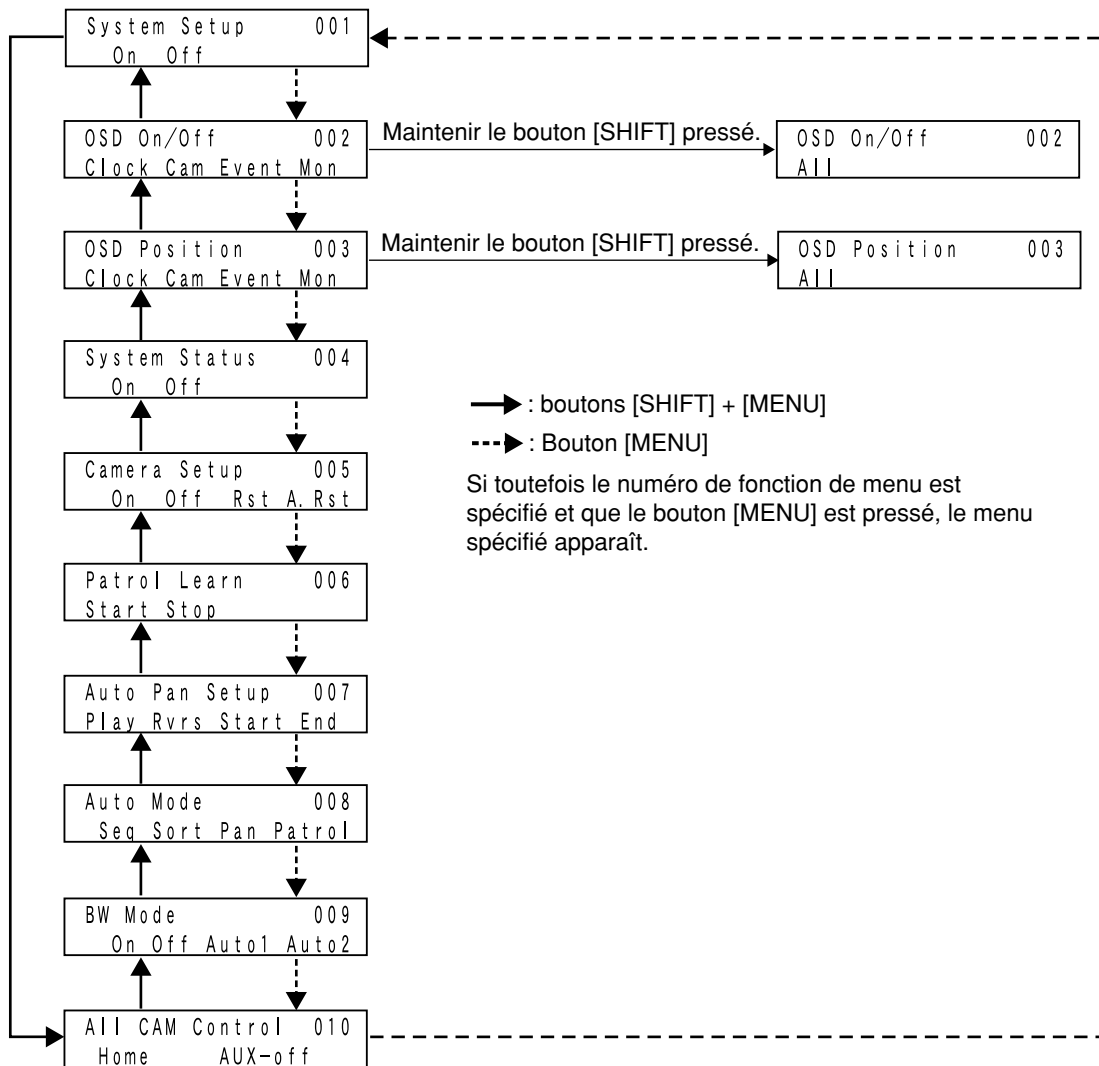 System Setup 001
On Off
OSD On/Off 002
Clock Cam Event Mon
Maintenir le bouton [SHIFT] pressé.
OSD On/Off 002
All
OSD Position 003
Clock Cam Event Mon
Maintenir le bouton [SHIFT] pressé.
OSD Position 003
All
System Status 004
On Off
: boutons [SHIFT] + [MENU]
: Bouton [MENU]
Si toutefois le numéro de fonction de menu est
spécifié et que le bouton [MENU] est pressé, le menu
spécifié apparaît.
Camera Setup 005
On Off Rst A.Rst
Patrol Learn 006
Start Stop
Auto Pan Setup 007
Play Rvrs Start End
Auto Mode 008
Seq Sort Pan Patrol
BW Mode 009
On Off Auto1 Auto2
All CAM Control 010
Home AUX-off